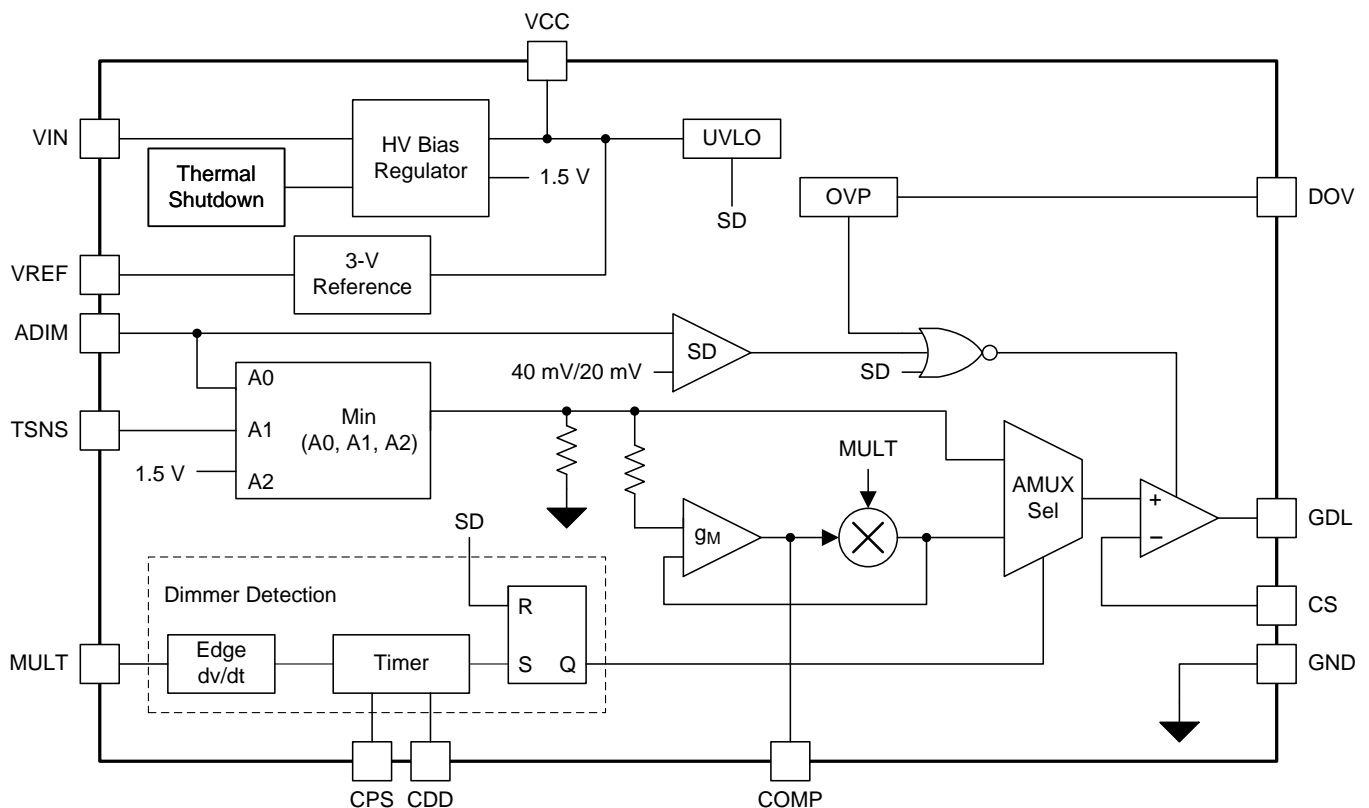 VCC
VIN
HV Bias
Regulator
UVLO
Thermal
Shutdown
1.5 V
SD
OVP
DOV
VREF
3-V
Reference
ADIM
SD
40 mV/20 mV
SD
A0
TSNS
A1
Min
(A0, A1, A2)
1.5 V
A2
MULT
AMUX
Sel
+
−
gM
GDL
SD
CS
Dimmer Detection
R
MULT
Edge
dv/dt
Timer
S
Q
GND
CPS
CDD
COMP